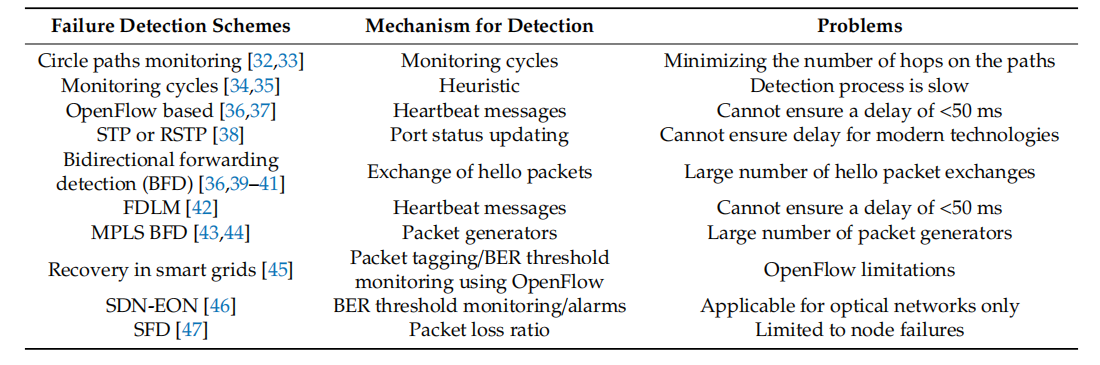 Failure Detection Schemes Mechanism for Detection Problems
Circle paths monitoring [32,33] Monitoring cycles Minimizing the number of hops on the paths
Monitoring cycles [34,35] Heuristic Detection process is slow
OpenFlow based [36,37] Heartbeat messages Cannot ensure a delay of <50 ms
STP or RSTP [38] Port status updating Cannot ensure delay for modern technologies
Bidirectional forwarding
detection (BFD) [36,39–41] Exchange of hello packets Large number of hello packet exchanges
FDLM [42] Heartbeat messages Cannot ensure a delay of <50 ms
MPLS BFD [43,44] Packet generators Large number of packet generators
Recovery in smart grids [45] Packet tagging/BER threshold
monitoring using OpenFlow OpenFlow limitations
SDN-EON [46] BER threshold monitoring/alarms Applicable for optical networks only
SFD [47] Packet loss ratio Limited to node failures